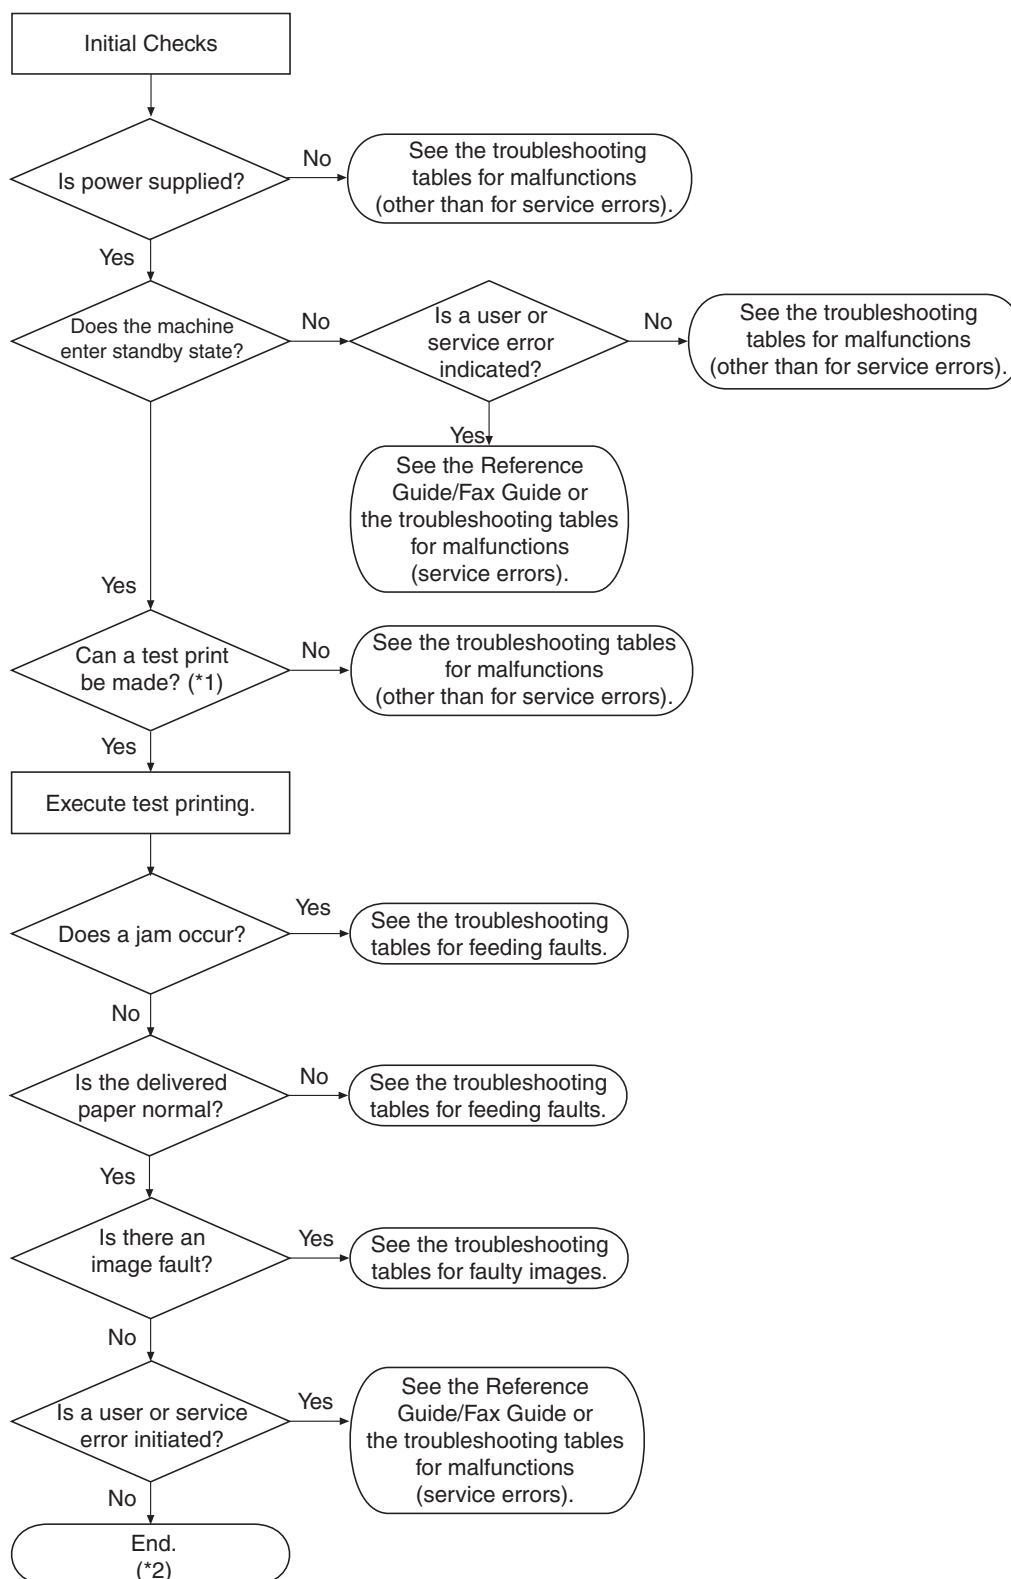 Initial Checks
Is power supplied?
No
See the troubleshooting
tables for malfunctions
(other than for service errors).
Yes
Does the machine
enter standby state?
No
Is a user or
service error
indicated?
No
See the troubleshooting
tables for malfunctions
(other than for service errors).
Yes
See the Reference
Guide/Fax Guide or
the troubleshooting tables
for malfunctions
(service errors).
Yes
Can a test print
be made? (*1)
No
See the troubleshooting tables
for malfunctions
(other than for service errors).
Yes
Execute test printing.
Does a jam occur?
Yes
See the troubleshooting
tables for feeding faults.
No
Is the delivered
paper normal?
No
See the troubleshooting
tables for feeding faults.
Yes
Is there an
image fault?
Yes
See the troubleshooting
tables for faulty images.
No
Is a user or service
error initiated?
Yes
See the Reference
Guide/Fax Guide or
the troubleshooting tables
for malfunctions
(service errors).
No
End.
(*2)